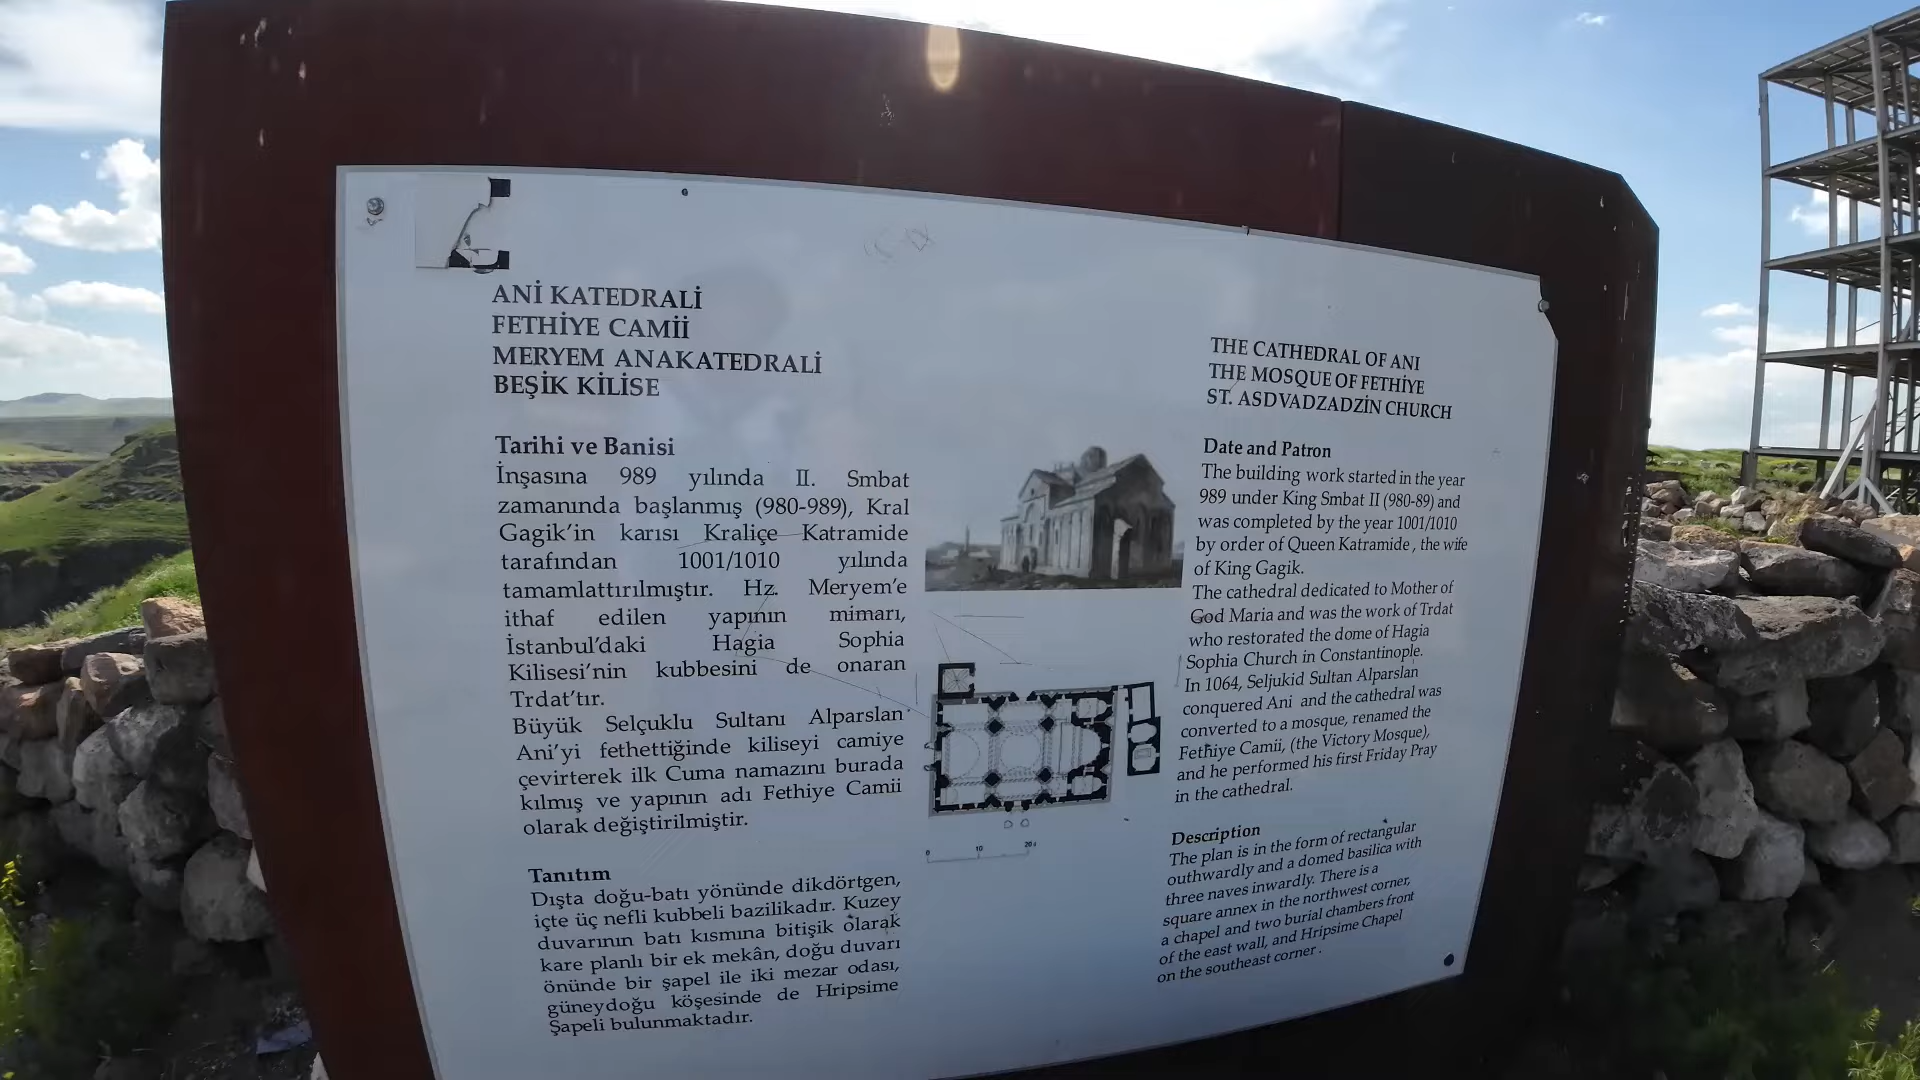 ANİ KATEDRALİ
FETHİYE CAMİİ
MERYEM ANAKATEDRALİ
BEŞİK KİLİSE
Tarihi ve Banisi
İnşasına 989 yılında II. Smbat
zamanında başlanmış (980-989), Kral
Gagik'in karısı Kraliçe Katramide
tarafından 1001/1010 yılında
tamamlattırılmıştır. Hz. Meryem'e
ithaf edilen yapının mimarı,
İstanbul'daki Hagia Sophia
Kilisesi'nin kubbesini de onaran
Trdat'tır.
Büyük Selçuklu Sultanı Alparslan
Ani'yi fethettiğinde kiliseyi camiye
çevirterek ilk Cuma namazını burada
kılmış ve yapının adı Fethiye Camii
olarak değiştirilmiştir.
Tanıtım
Dışta doğu-batı yönünde dikdörtgen,
içte üç nefli kubbeli bazilikadır. Kuzey
duvarının batı kısmına bitişik olarak
kare planlı bir ek mekân, doğu duvarı
önünde bir şapel ile iki mezar odası,
güneydoğu köşesinde de Hripsime
Şapeli bulunmaktadır.
0 10 20
THE CATHEDRAL OF ANI
THE MOSQUE OF FETHİYE
ST. ASDVADZADZİN CHURCH
Date and Patron
The building work started in the year
989 under King Smbat II (980-89) and
was completed by the year 1001/1010
by order of Queen Katramide , the wife
of King Gagik.
The cathedral dedicated to Mother of
God Maria and was the work of Trdat
who restorated the dome of Hagia
Sophia Church in Constantinople.
In 1064, Seljukid Sultan Alparslan
conquered Ani and the cathedral was
converted to a mosque, renamed the
Fethiye Camii, (the Victory Mosque),
and he performed his first Friday Pray
in the cathedral.
Description
The plan is in the form of rectangular
outhwardly and a domed basilica with
three naves inwardly. There is a
square annex in the northwest corner,
a chapel and two burial chambers front
of the east wall, and Hripsime Chapel
on the southeast corner .